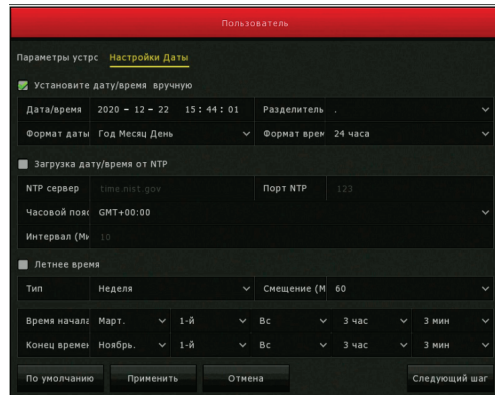 Пользователь
Параметры устрс Настройки Даты
Установите дату/время вручную
Дата/время 2020 - 12 - 22 15 : 44 : 01 Разделитель .
Формат даты Год Месяц День Формат врем 24 часа
Загрузка дату/время от NTP
NTP сервер time.nist.gov Порт NTP 123
Часовой пояс GMT+00:00
Интервал (Ми 10
Летнее время
Тип Неделя Смещение (М 60
Время начала Март. 1-й Вс 3 час 3 мин
Конец времен Ноябрь. 1-й Вс 3 час 3 мин
По умолчанию Применить Отмена Следующий шаг